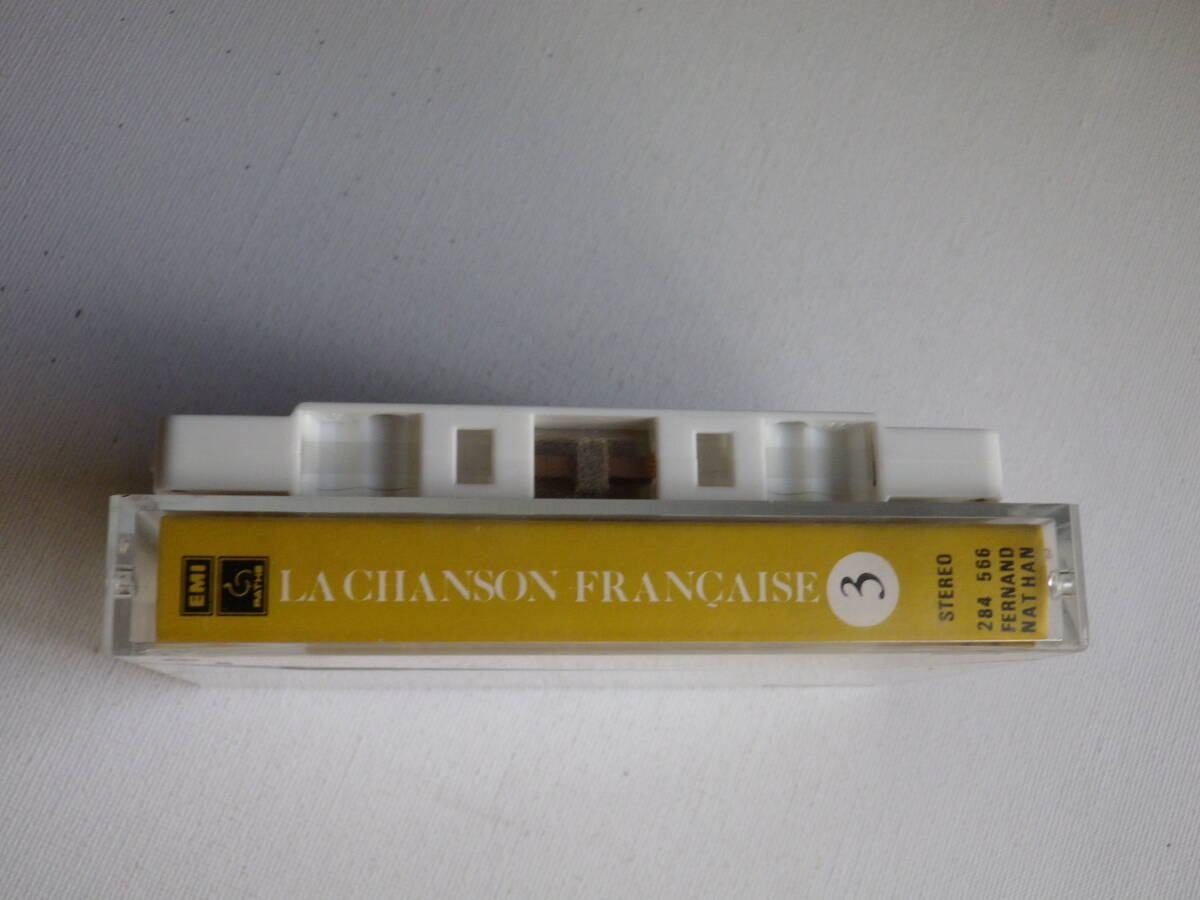 EMI
PATHÉ
LA CHANSON FRANÇAISE
3
STEREO
284 566
FERNAND
NATHAN